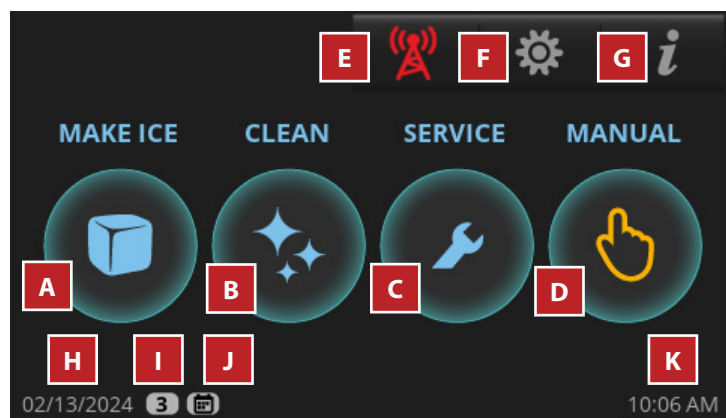 E F G i
MAKE ICE CLEAN SERVICE MANUAL
A B C D
H I J K
02/13/2024 3 10:06 AM